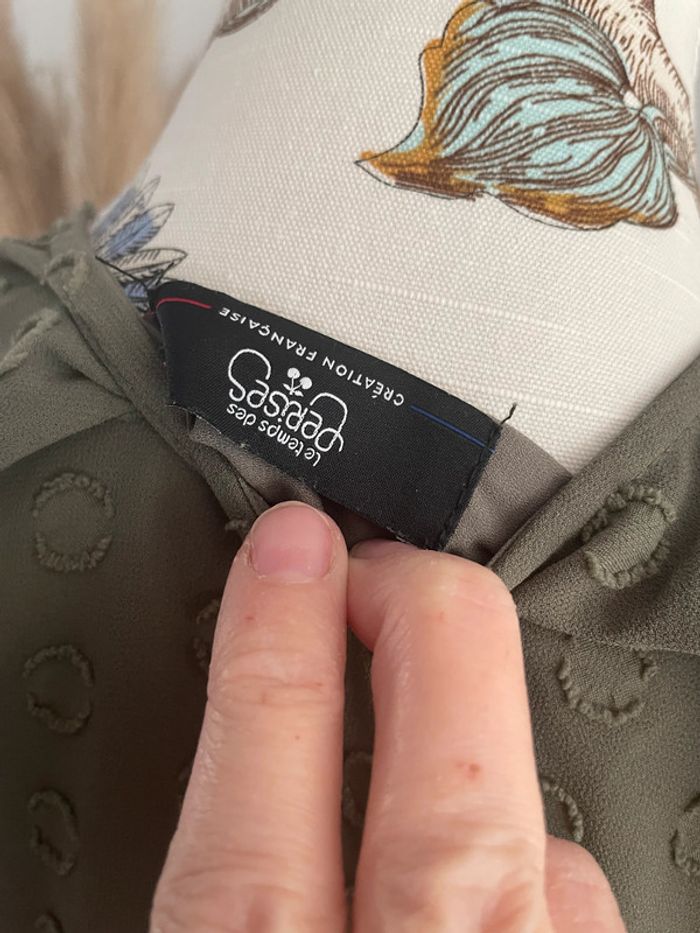 Le temps des
cerises
CRÉATION FRANÇAISE